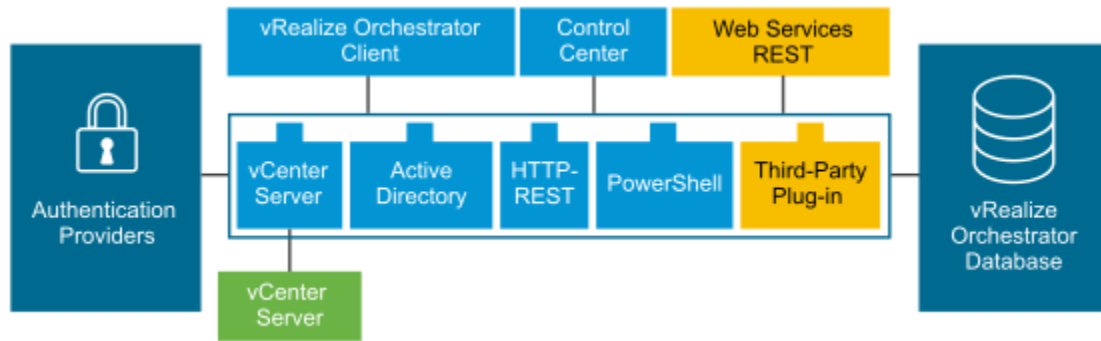 vRealize Orchestrator
Client
Control
Center
Web Services
REST
Authentication
Providers
vCenter
Server
Active
Directory
HTTP-
REST
PowerShell
Third-Party
Plug-in
vRealize
Orchestrator
Database
vCenter
Server